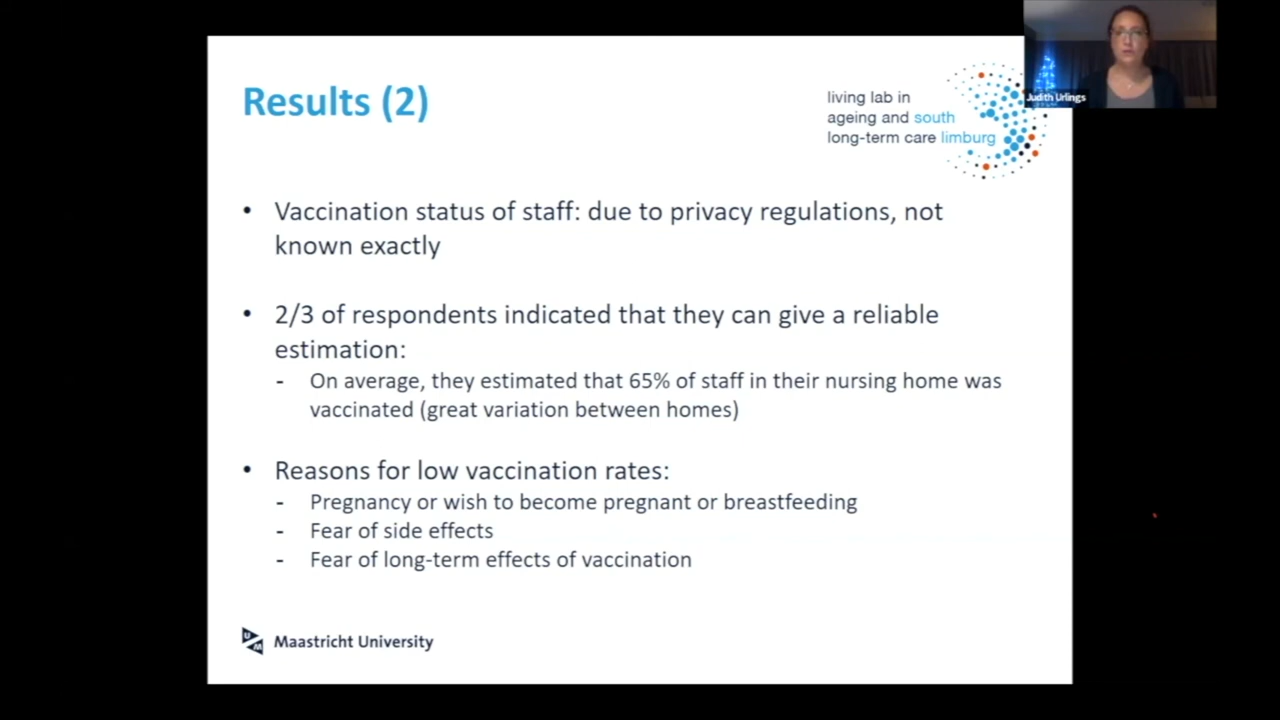 Results (2)
living lab in
ageing and south
long-term care limburg
Judith Urlings
• Vaccination status of staff: due to privacy regulations, not
known exactly
• 2/3 of respondents indicated that they can give a reliable
estimation:
- On average, they estimated that 65% of staff in their nursing home was
vaccinated (great variation between homes)
• Reasons for low vaccination rates:
- Pregnancy or wish to become pregnant or breastfeeding
- Fear of side effects
- Fear of long-term effects of vaccination
UM Maastricht University